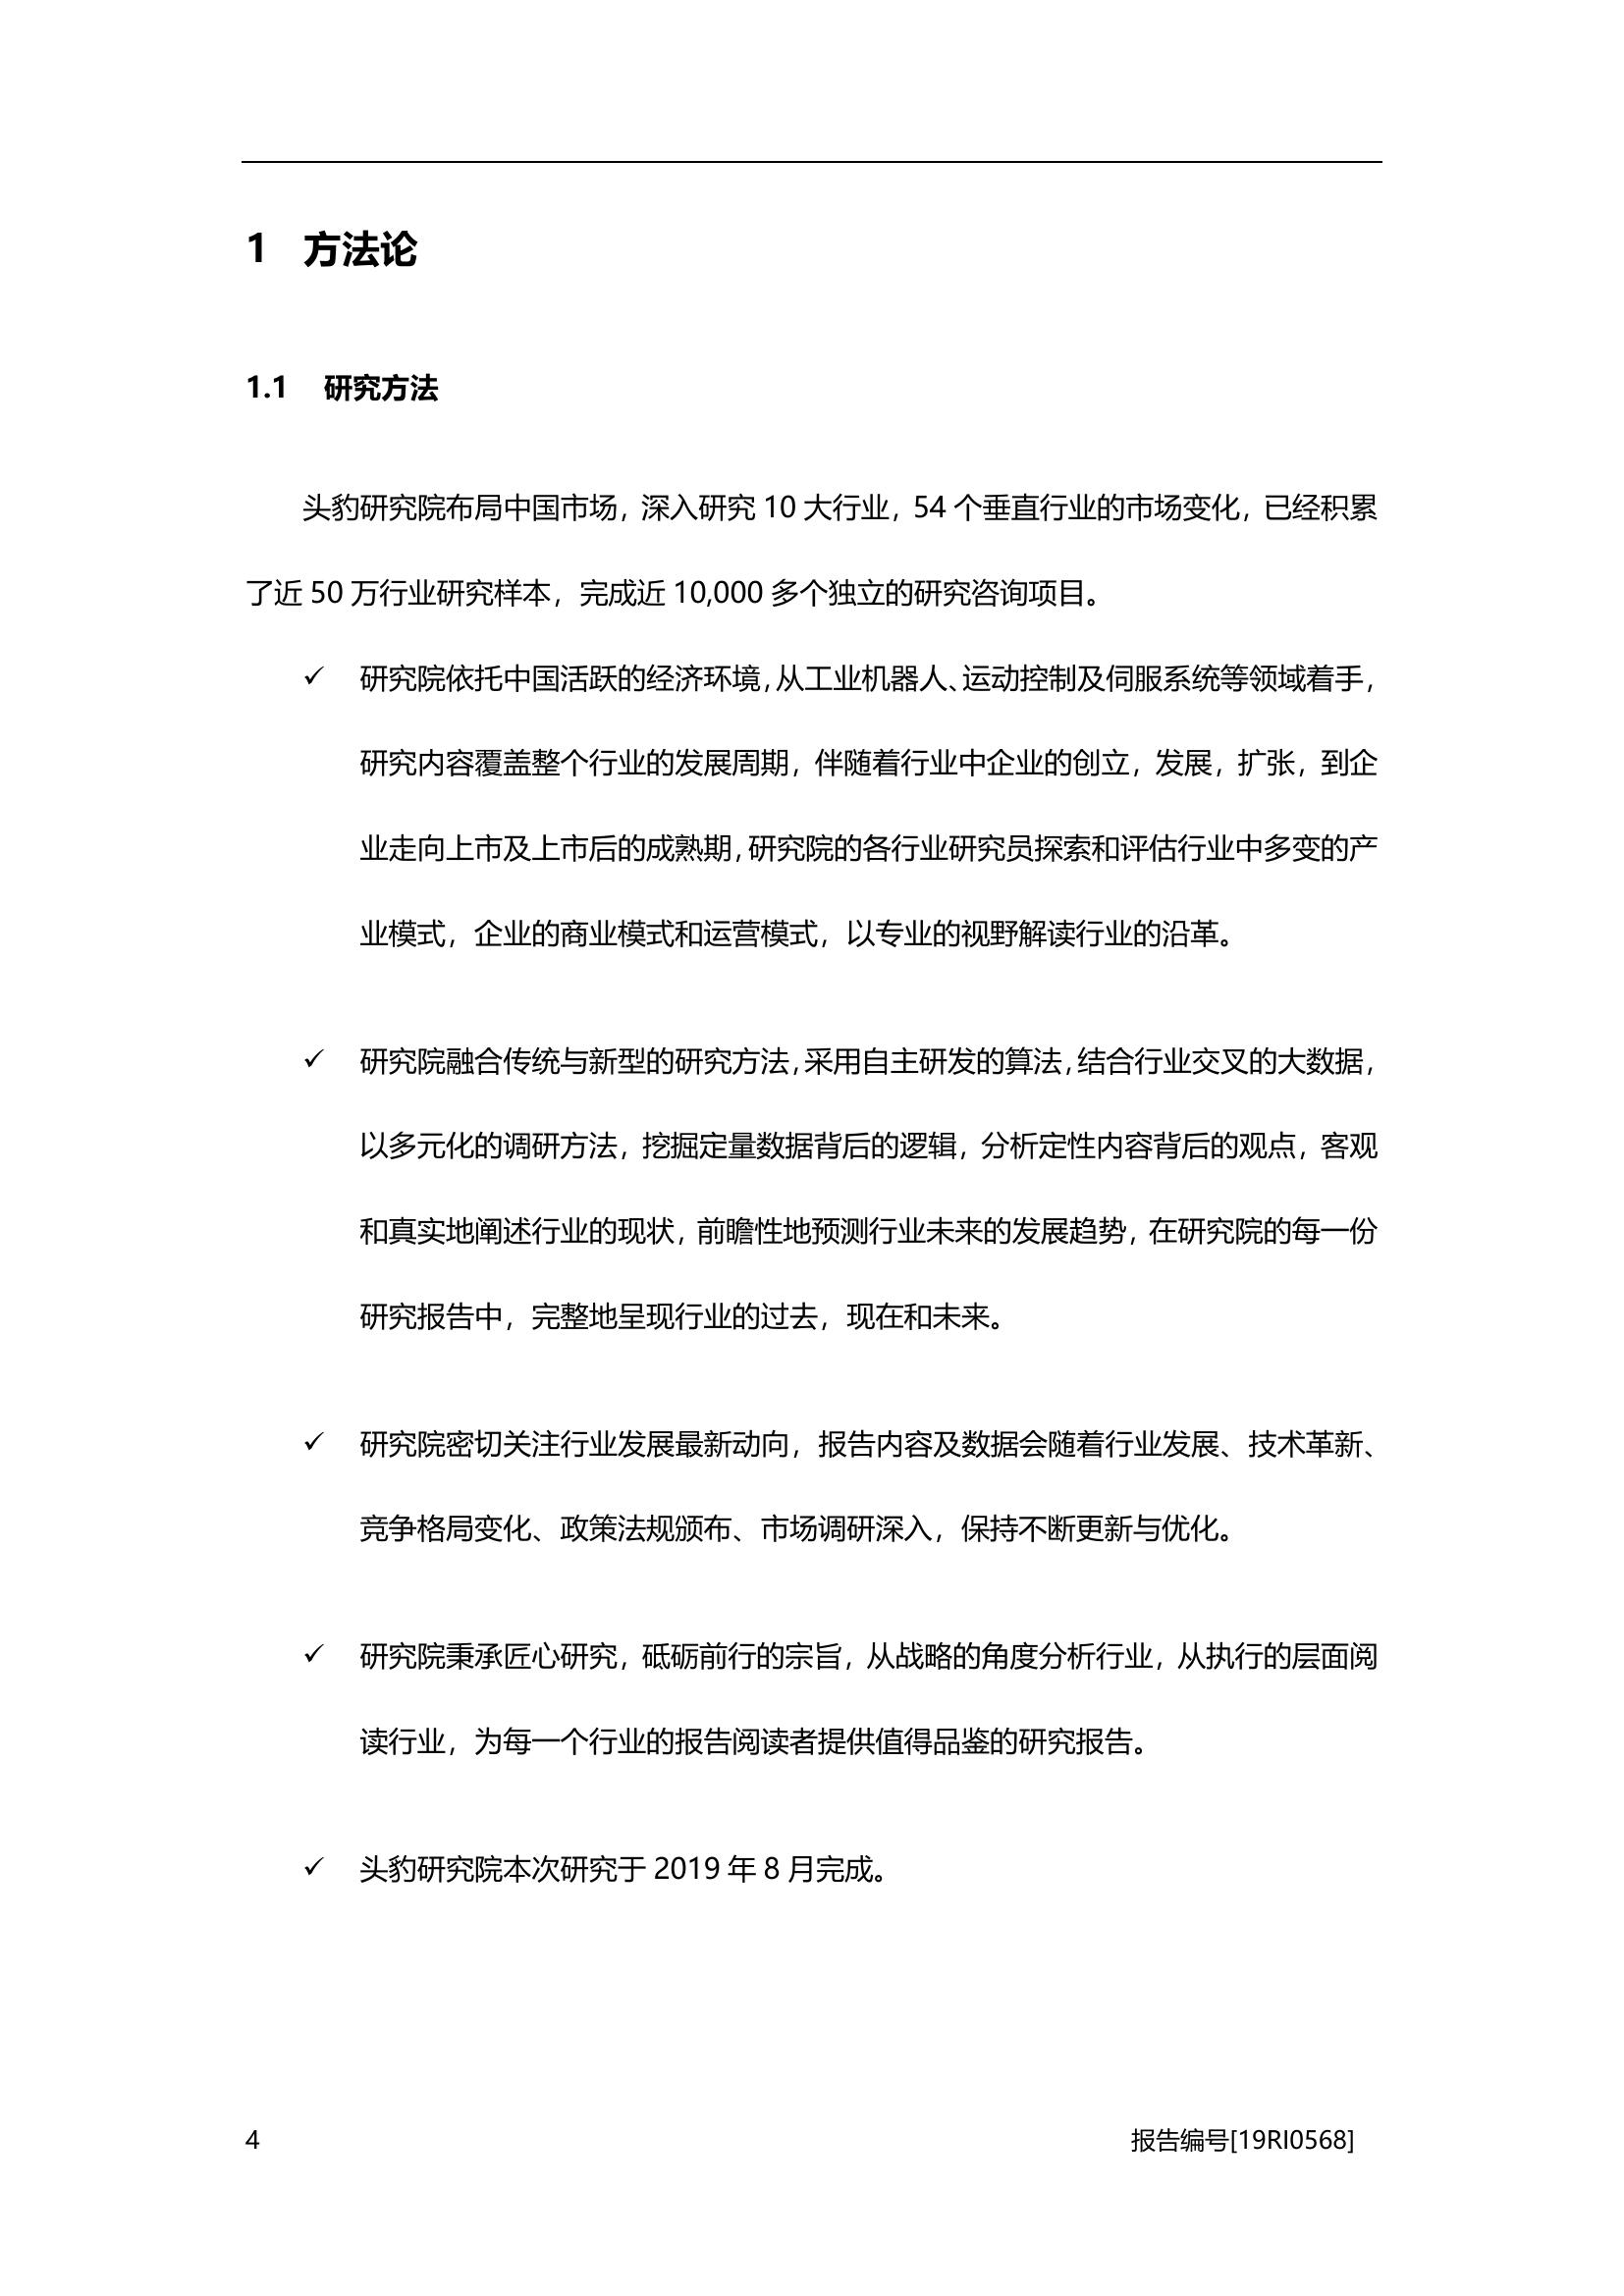 1 方法论
1.1 研究方法
头豹研究院布局中国市场，深入研究 10 大行业，54 个垂直行业的市场变化，已经积累
了近 50 万行业研究样本，完成近 10,000 多个独立的研究咨询项目。
✓ 研究院依托中国活跃的经济环境，从工业机器人、运动控制及伺服系统等领域着手，
研究内容覆盖整个行业的发展周期，伴随着行业中企业的创立，发展，扩张，到企
业走向上市及上市后的成熟期，研究院的各行业研究员探索和评估行业中多变的产
业模式，企业的商业模式和运营模式，以专业的视野解读行业的沿革。
✓ 研究院融合传统与新型的研究方法，采用自主研发的算法，结合行业交叉的大数据，
以多元化的调研方法，挖掘定量数据背后的逻辑，分析定性内容背后的观点，客观
和真实地阐述行业的现状，前瞻性地预测行业未来的发展趋势，在研究院的每一份
研究报告中，完整地呈现行业的过去，现在和未来。
✓ 研究院密切关注行业发展最新动向，报告内容及数据会随着行业发展、技术革新、
竞争格局变化、政策法规颁布、市场调研深入，保持不断更新与优化。
✓ 研究院秉承匠心研究，砥砺前行的宗旨，从战略的角度分析行业，从执行的层面阅
读行业，为每一个行业的报告阅读者提供值得品鉴的研究报告。
✓ 头豹研究院本次研究于 2019 年 8 月完成。
4 报告编号[19RI0568]